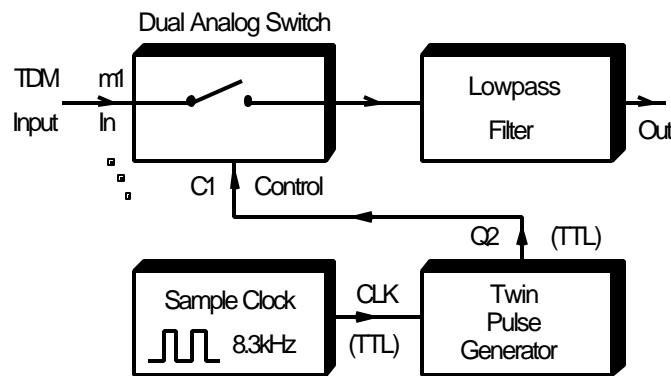 Dual Analog Switch
TDM
Input
m1
In
Lowpass
Filter
Out
C1
Control
Q2
(TTL)
Sample Clock
8.3kHz
CLK
(TTL)
Twin
Pulse
Generator